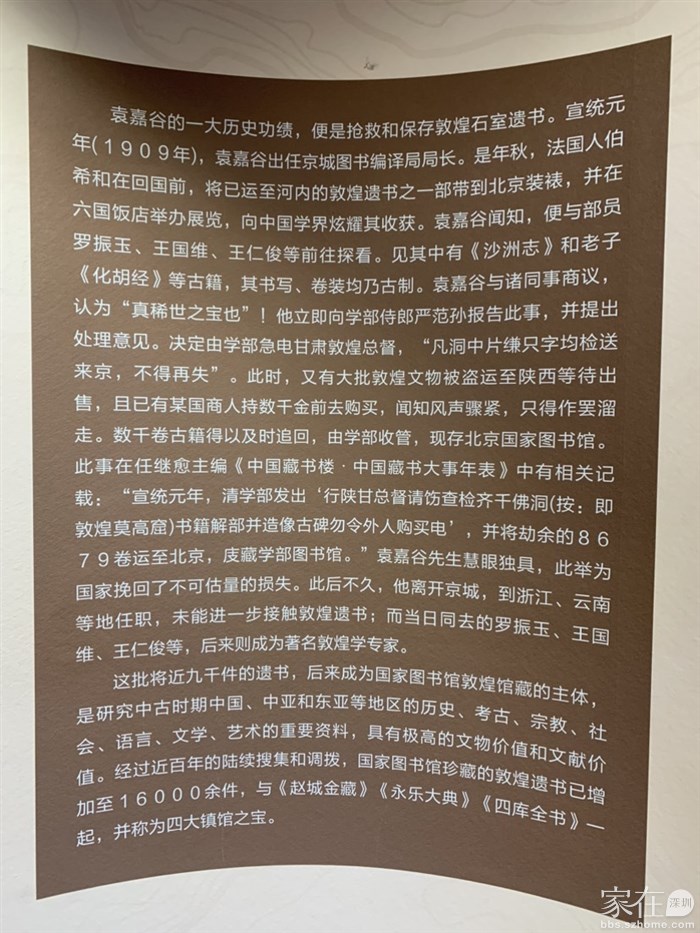 袁嘉谷的一大历史功绩，便是抢救和保存敦煌石室遗书。宣统元
年(1909年)，袁嘉谷出任京城图书编译局局长。是年秋，法国人伯
希和在回国前，将已运至河内的敦煌遗书之一部带到北京装裱，并在
六国饭店举办展览，向中国学界炫耀其收获。袁嘉谷闻知，便与部员
罗振玉、王国维、王仁俊等前往探看。见其中有《沙洲志》和老子
《化胡经》等古籍，其书写、卷装均乃古制。袁嘉谷与诸同事商议，
认为“真稀世之宝也”！他立即向学部侍郎严范孙报告此事，并提出
处理意见。决定由学部急电甘肃敦煌总督，“凡洞中片缣只字均检送
来京，不得再失”。此时，又有大批敦煌文物被盗运至陕西等待出
售，且已有某国商人持数千金前去购买，闻知风声骤紧，只得作罢溜
走。数千卷古籍得以及时追回，由学部收管，现存北京国家图书馆。
此事在任继愈主编《中国藏书楼·中国藏书大事年表》中有相关记
载：“宣统元年，清学部发出‘行陕甘总督请饬查检齐千佛洞(按：即
敦煌莫高窟)书籍解部并造像古碑勿令外人购买电’，并将劫余的86
79卷运至北京，庋藏学部图书馆。”袁嘉谷先生慧眼独具，此举为
国家挽回了不可估量的损失。此后不久，他离开京城，到浙江、云南
等地任职，未能进一步接触敦煌遗书；而当日同去的罗振玉、王国
维、王仁俊等，后来则成为著名敦煌学专家。
这批将近九千件的遗书，后来成为国家图书馆敦煌馆藏的主体，
是研究中古时期中国、中亚和东亚等地区的历史、考古、宗教、社
会、语言、文学、艺术的重要资料，具有极高的文物价值和文献价
值。经过近百年的陆续搜集和调拨，国家图书馆珍藏的敦煌遗书已增
加至16000余件，与《赵城金藏》《永乐大典》《四库全书》一
起，并称为四大镇馆之宝。
家在深圳
bbs.szhome.com